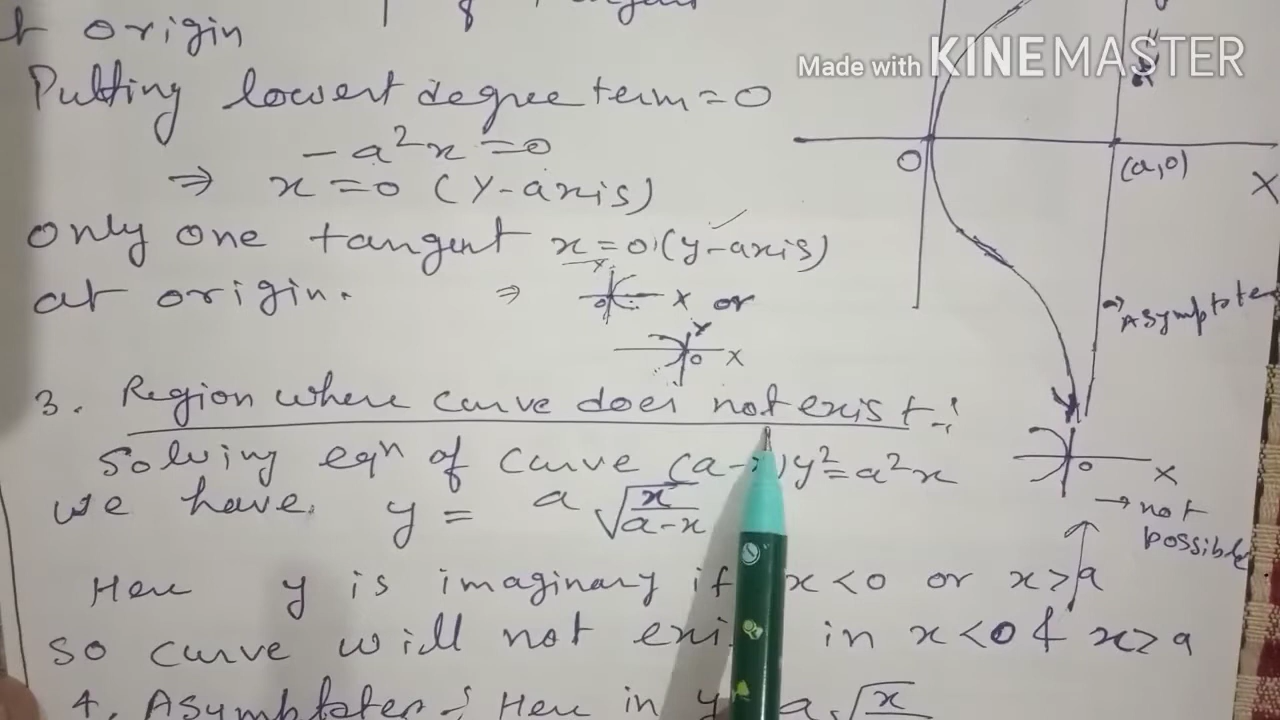 t origin
Made with KINEMASTER
Putting lowest degree term = 0
- a²x = 0
⇒ x = 0 (Y-axis)
O
(a,0)
X
only one tangent x = 0 (y-axis)
at origin. ⇒
Y
O X or
Y
O X
→ Asymptote
3. Region where curve does not exist :
Solving eqn of curve (a-x)y² = a²x
O X
we have. y = a √x/a-x
→ not possible
Here y is imaginary if x < 0 or x > a
so curve will not exist in x < 0 & x > a
4. Asymptotes : Here in y a √x